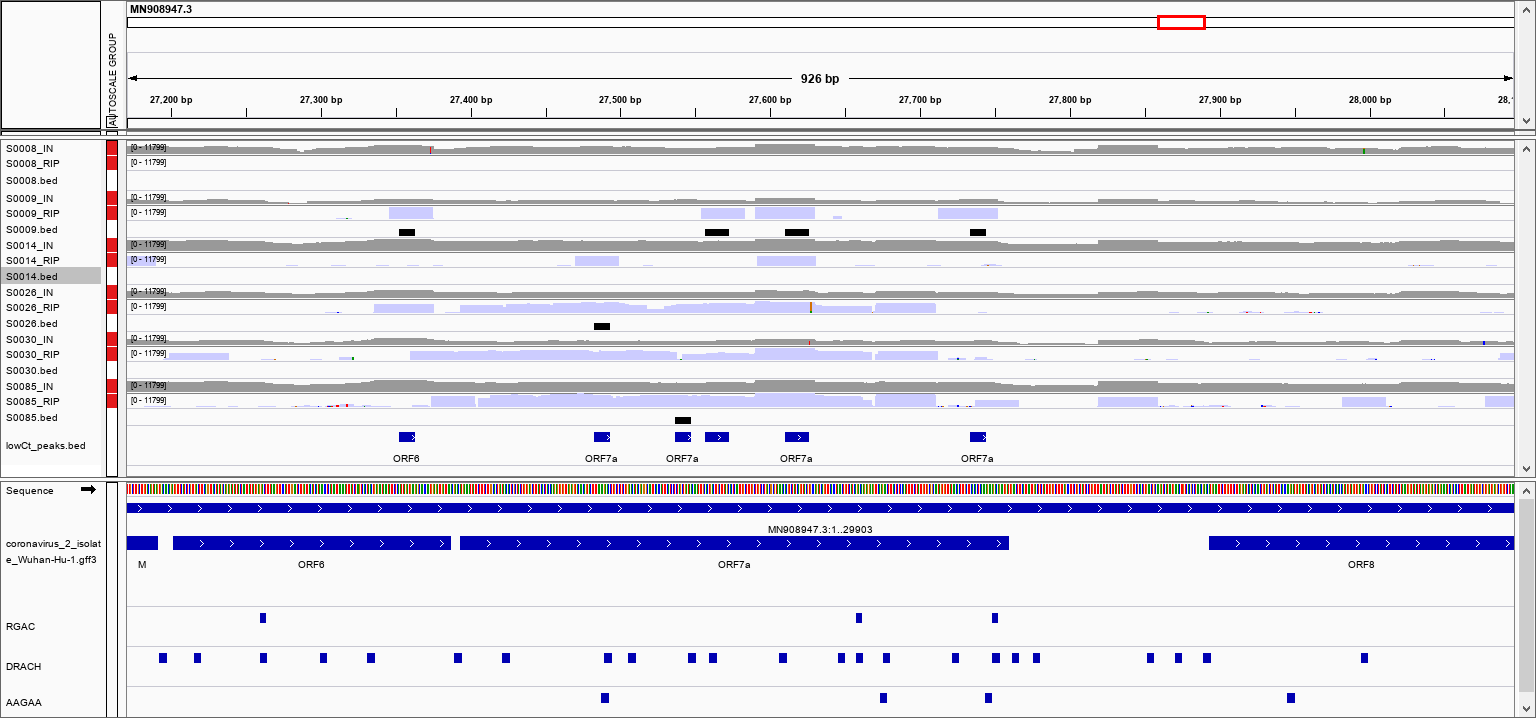 MN908947.3
AUTOSCALE GROUP
926 bp
27,200 bp 27,300 bp 27,400 bp 27,500 bp 27,600 bp 27,700 bp 27,800 bp 27,900 bp 28,000 bp 28,
S0008_IN [0 - 11799]
S0008_RIP [0 - 11799]
S0008.bed
S0009_IN [0 - 11799]
S0009_RIP [0 - 11799]
S0009.bed
S0014_IN [0 - 11799]
S0014_RIP [0 - 11799]
S0014.bed
S0026_IN [0 - 11799]
S0026_RIP [0 - 11799]
S0026.bed
S0030_IN [0 - 11799]
S0030_RIP [0 - 11799]
S0030.bed
S0085_IN [0 - 11799]
S0085_RIP [0 - 11799]
S0085.bed
lowCt_peaks.bed
ORF6 ORF7a ORF7a ORF7a ORF7a
Sequence
MN908947.3:1..29903
coronavirus_2_isolat
e_Wuhan-Hu-1.gff3
M ORF6 ORF7a ORF8
RGAC
DRACH
AAGAA